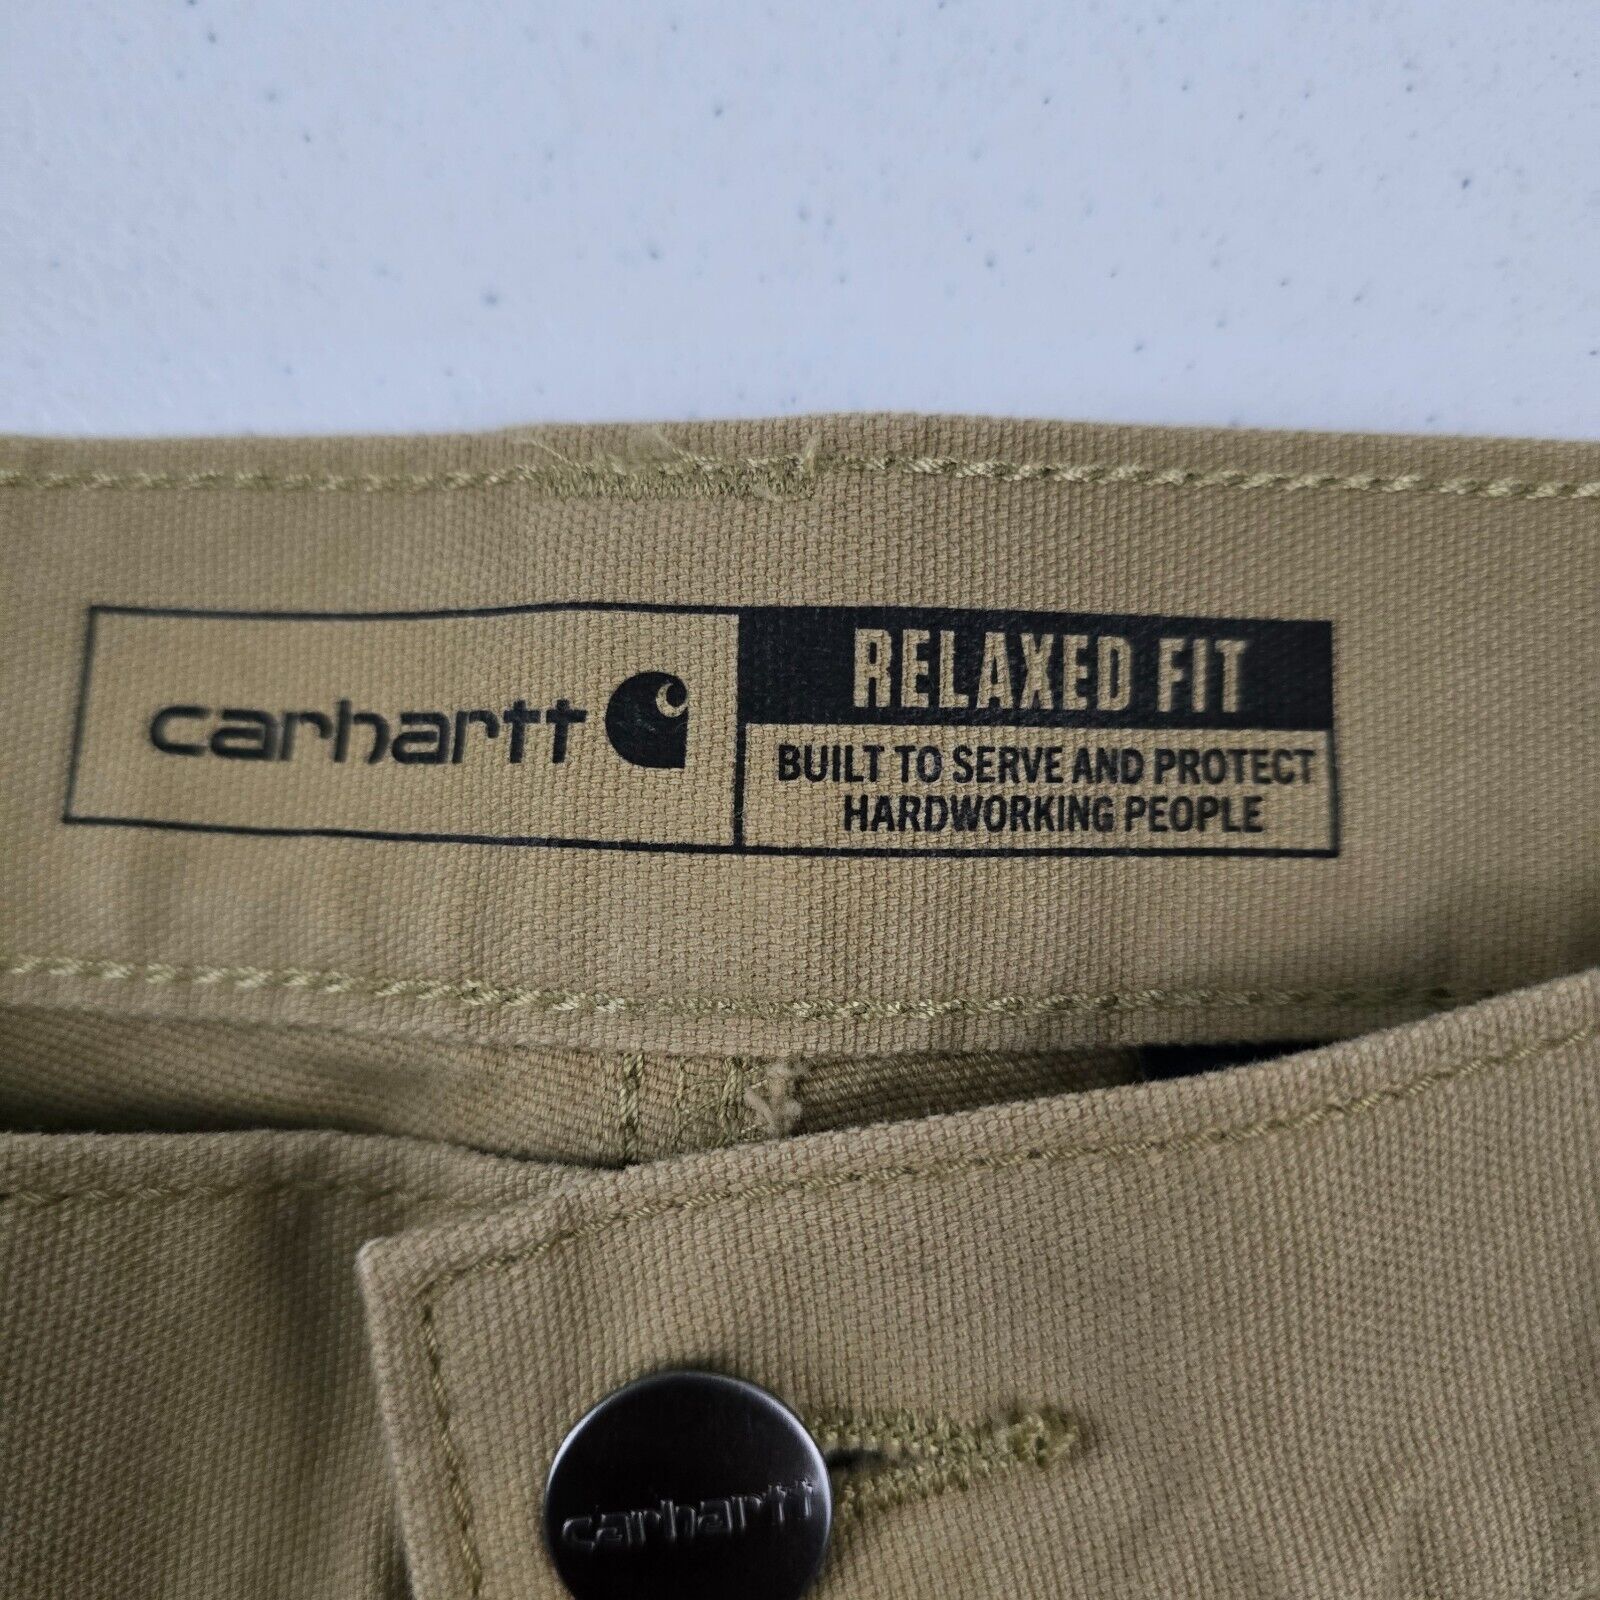 carhartt
RELAXED FIT
BUILT TO SERVE AND PROTECT
HARDWORKING PEOPLE
carhartt